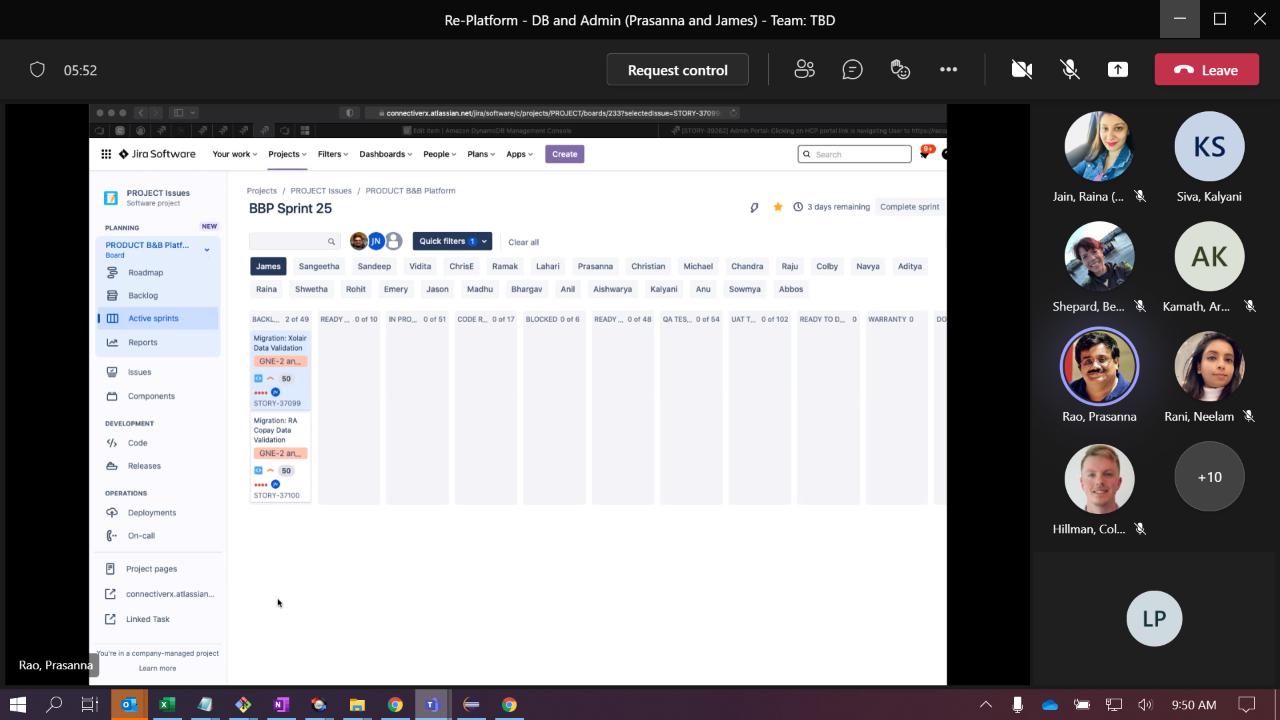 Re-Platform - DB and Admin (Prasanna and James) - Team: TBD
05:52
Request control
Leave
connectiverx.atlassian.net/jira/software/c/projects/PROJECT/boards/233?selectedIssue=STORY-37099
Edit item | Amazon DynamoDB Management Console
[STORY-39262] Admin Portal: Clicking on HCP portal link is navigating User to https://
Jira Software
Your work
Projects
Filters
Dashboards
People
Plans
Apps
Create
Search
9+
PROJECT Issues
Software project
PLANNING
NEW
PRODUCT B&B Platf...
Board
Roadmap
Backlog
Active sprints
Reports
Issues
Components
DEVELOPMENT
Code
Releases
OPERATIONS
Deployments
On-call
Project pages
connectiverx.atlassian...
Linked Task
You're in a company-managed project
Learn more
Projects / PROJECT Issues / PRODUCT B&B Platform
BBP Sprint 25
3 days remaining
Complete sprint
JN
Quick filters 1
Clear all
James Sangeetha Sandeep Vidita ChrisE Ramak Lahari Prasanna Christian Michael Chandra Raju Colby Navya Aditya
Raina Shwetha Rohit Emery Jason Madhu Bhargav Anil Aishwarya Kalyani Anu Sowmya Abbos
BACKL... 2 of 49 READY ... 0 of 10 IN PRO... 0 of 51 CODE R... 0 of 17 BLOCKED 0 of 6 READY ... 0 of 48 QA TES... 0 of 54 UAT T... 0 of 102 READY TO D... 0 WARRANTY 0 DO
Migration: Xolair
Data Validation
GNE-2 an...
50
STORY-37099
Migration: RA
Copay Data
Validation
GNE-2 an...
50
STORY-37100
Rao, Prasanna
Jain, Raina (...
KS
Siva, Kalyani
Shepard, Be...
AK
Kamath, Ar...
Rao, Prasanna
Rani, Neelam
Hillman, Col...
+10
LP
9:50 AM